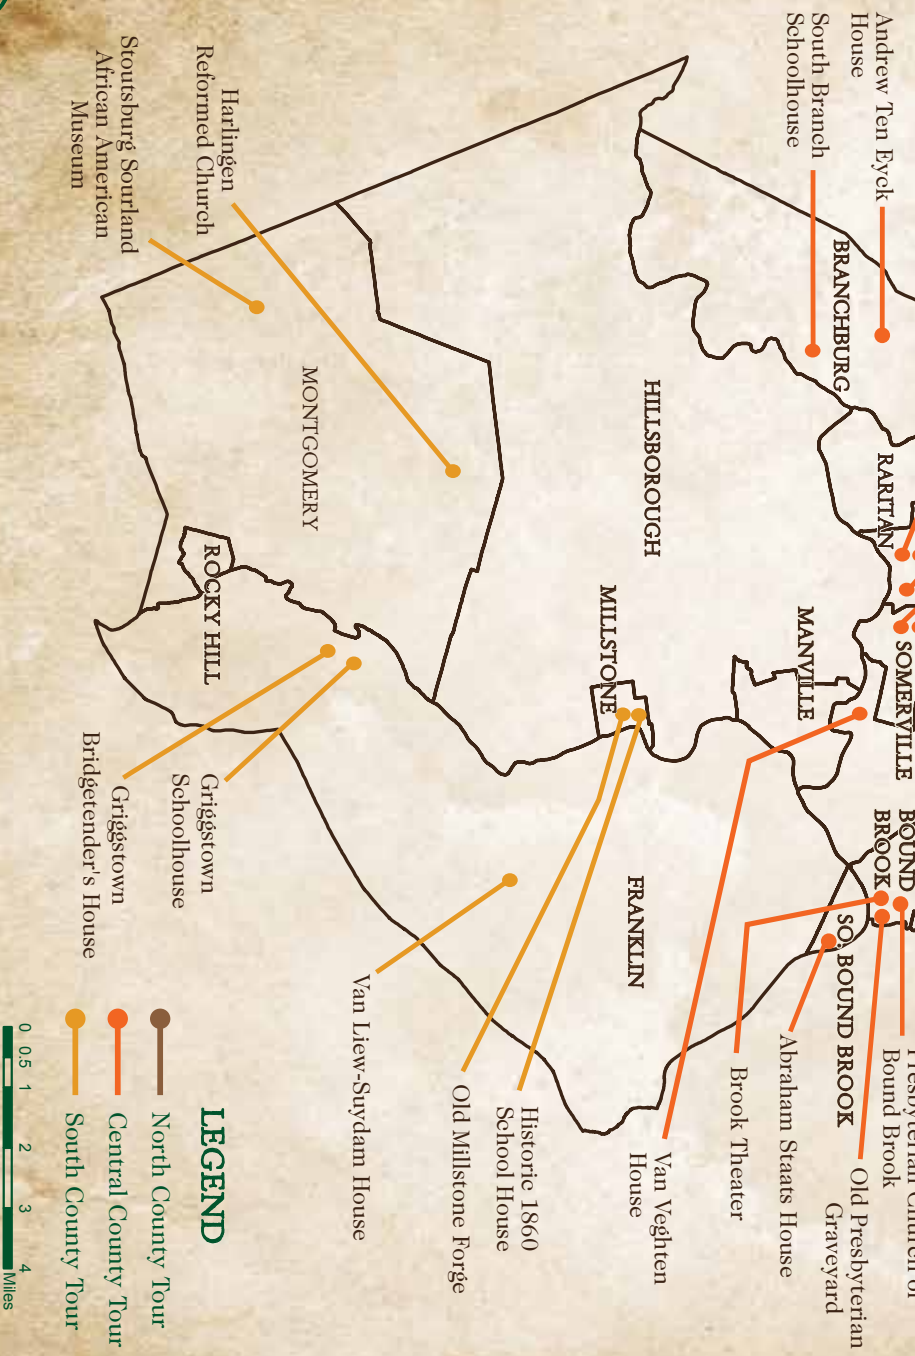 Andrew Ten Eyck
House
South Branch
Schoolhouse
Harlingen
Reformed Church
Stoutsburg Sourland
African American
Museum
BRANCHBURG
RARITAN
HILLSBOROUGH
MONTGOMERY
ROCKY HILL
MILLSTONE
MANVILLE
SOMERVILLE
BOUND
BROOK
SO. BOUND BROOK
FRANKLIN
Church of
Bound Brook
Old Presbyterian
Graveyard
Abraham Staats House
Brook Theater
Van Veghten
House
Historic 1860
School House
Old Millstone Forge
Van Liew-Suydam House
Griggstown
Schoolhouse
Griggstown
Bridgetender's House
LEGEND
North County Tour
Central County Tour
South County Tour
0 0.5 1 2 3 4
Miles